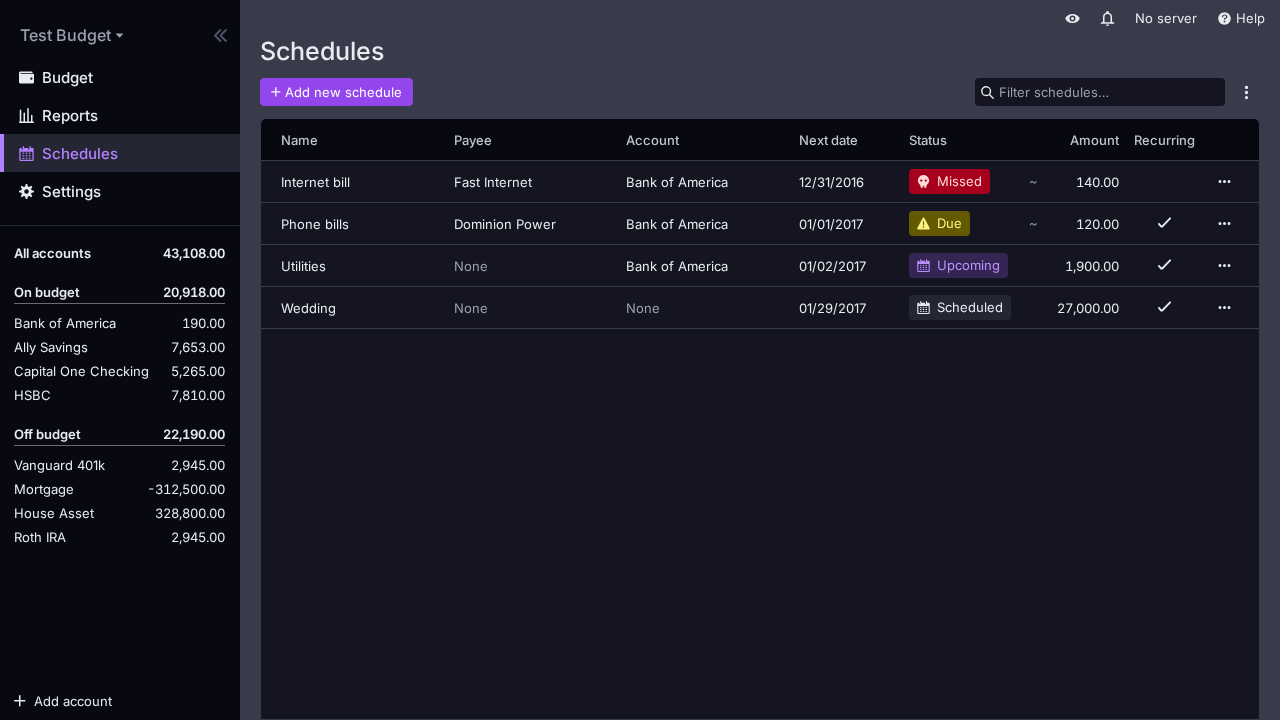 Test Budget
Budget
Reports
Schedules
Settings
All accounts 43,108.00
On budget 20,918.00
Bank of America 190.00
Ally Savings 7,653.00
Capital One Checking 5,265.00
HSBC 7,810.00
Off budget 22,190.00
Vanguard 401k 2,945.00
Mortgage -312,500.00
House Asset 328,800.00
Roth IRA 2,945.00
Add account
No server Help
Schedules
Add new schedule
Filter schedules...
Name Payee Account Next date Status Amount Recurring
Internet bill Fast Internet Bank of America 12/31/2016 Missed ~ 140.00
Phone bills Dominion Power Bank of America 01/01/2017 Due ~ 120.00
Utilities None Bank of America 01/02/2017 Upcoming 1,900.00
Wedding None None 01/29/2017 Scheduled 27,000.00